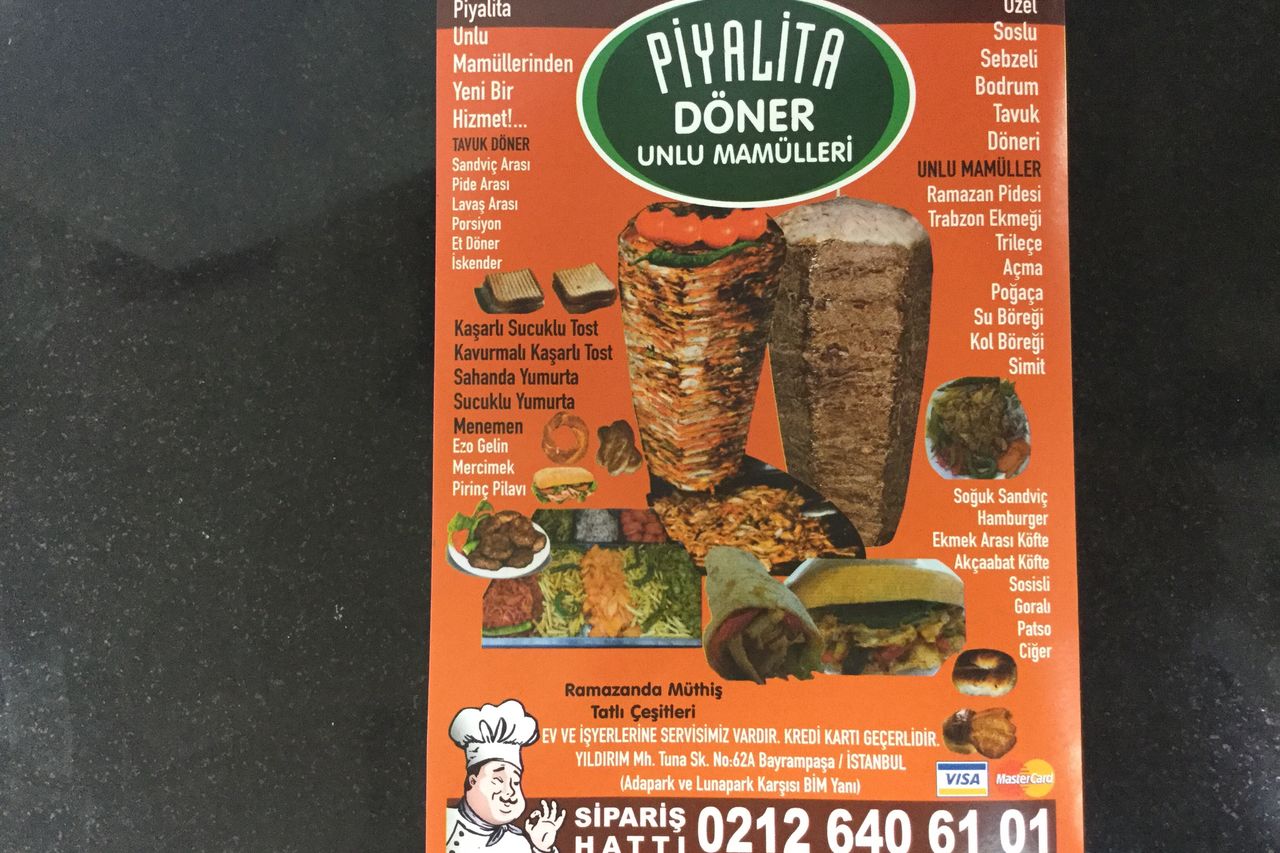 Piyalita
Unlu
Mamüllerinden
Yeni Bir
Hizmet!...
TAVUK DÖNER
Sandviç Arası
Pide Arası
Lavaş Arası
Porsiyon
Et Döner
İskender
Kaşarlı Sucuklu Tost
Kavurmalı Kaşarlı Tost
Sahanda Yumurta
Sucuklu Yumurta
Menemen
Ezo Gelin
Mercimek
Pirinç Pilavı
PİYALİTA
DÖNER
UNLU MAMÜLLERİ
Özel
Soslu
Sebzeli
Bodrum
Tavuk
Döneri
UNLU MAMÜLLER
Ramazan Pidesi
Trabzon Ekmeği
Trileçe
Açma
Poğaça
Su Böreği
Kol Böreği
Simit
Soğuk Sandviç
Hamburger
Ekmek Arası Köfte
Akçaabat Köfte
Sosisli
Goralı
Patso
Ciğer
Ramazanda Müthiş
Tatlı Çeşitleri
EV VE İŞYERLERİNE SERVİSİMİZ VARDIR. KREDİ KARTI GEÇERLİDİR.
YILDIRIM Mh. Tuna Sk. No:62A Bayrampaşa / İSTANBUL
(Adapark ve Lunapark Karşısı BİM Yanı)
VISA
MasterCard
SİPARİŞ
HATTI
0212 640 61 01